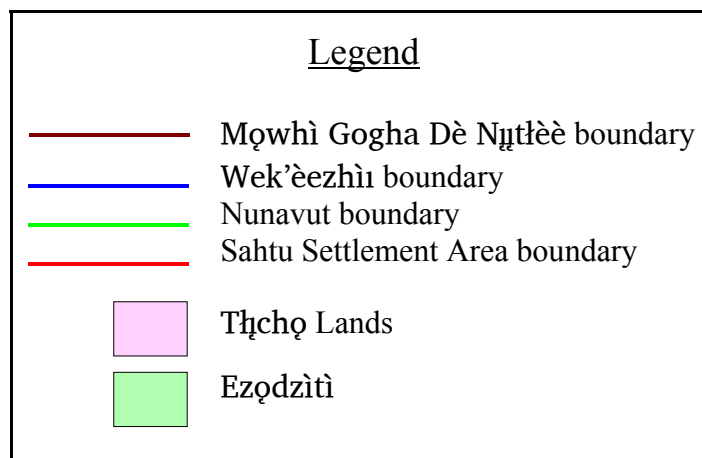 Legend
Mǫwhì Gogha Dè Nı̨ı̨tłèè boundary
Wek’èezhìı boundary
Nunavut boundary
Sahtu Settlement Area boundary
Tłı̨chǫ Lands
Ezǫdzìtì